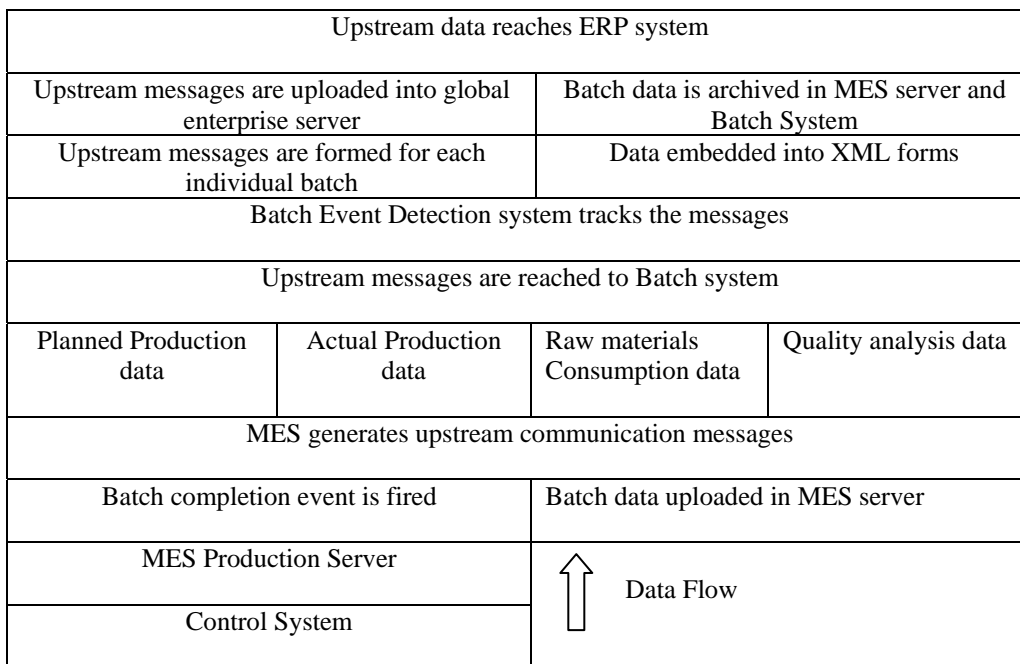 Upstream data reaches ERP system
Upstream messages are uploaded into global
enterprise server
Batch data is archived in MES server and
Batch System
Upstream messages are formed for each
individual batch
Data embedded into XML forms
Batch Event Detection system tracks the messages
Upstream messages are reached to Batch system
Planned Production
data
Actual Production
data
Raw materials
Consumption data
Quality analysis data
MES generates upstream communication messages
Batch completion event is fired
Batch data uploaded in MES server
MES Production Server
Data Flow
Control System